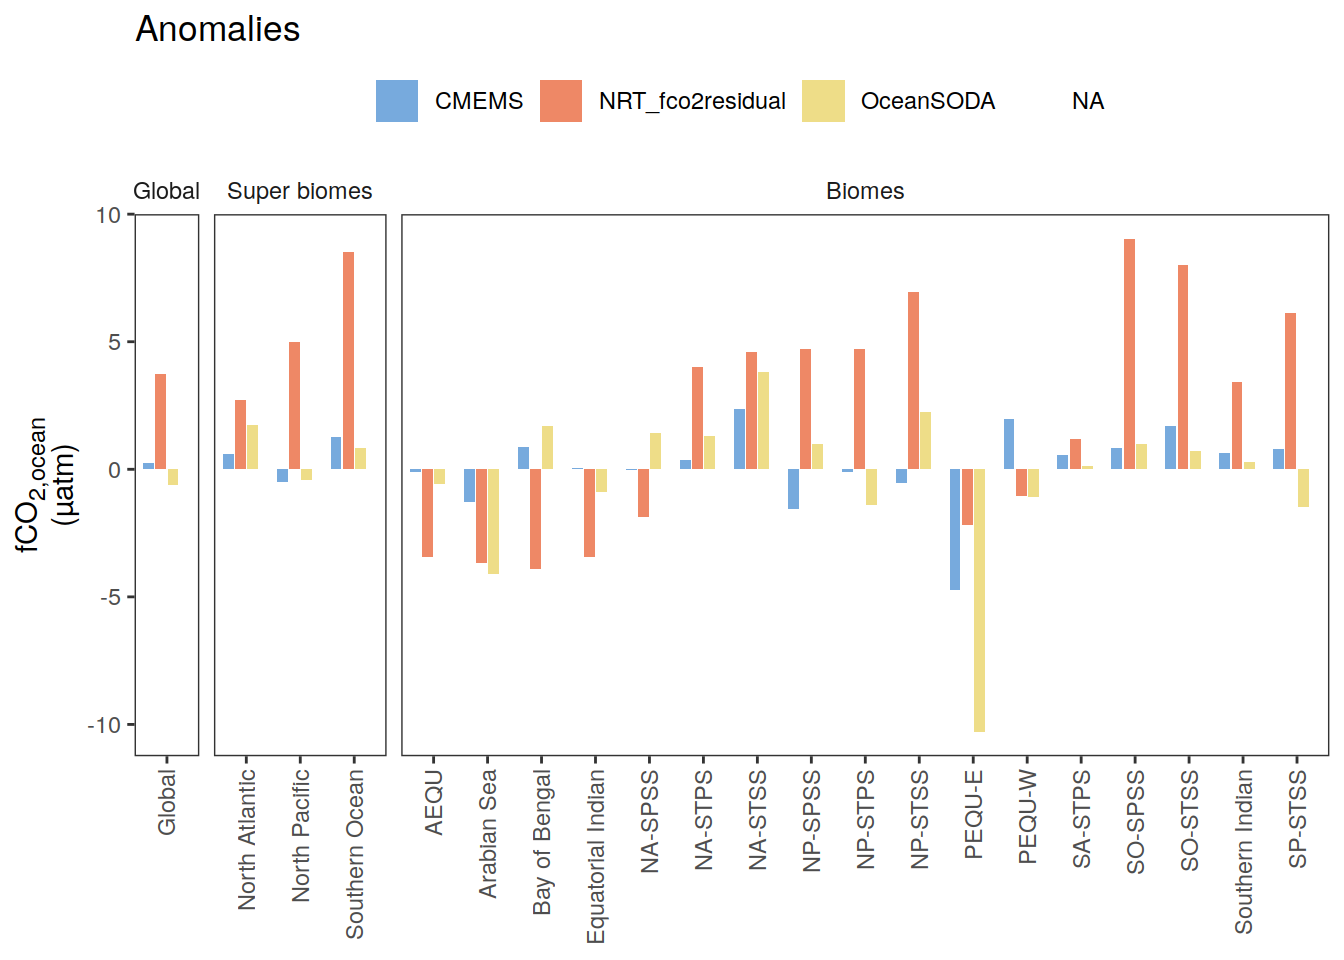 Anomalies
CMEMS NRT_fco2residual OceanSODA NA
Global Super biomes Biomes
10
5
0
-5
-10
fCO2,ocean
(µatm)
Global North Atlantic North Pacific Southern Ocean AEQU Arabian Sea Bay of Bengal Equatorial Indian NA-SPSS NA-STPS NA-STSS NP-SPSS NP-STPS NP-STSS PEQU-E PEQU-W SA-STPS SO-SPSS SO-STSS Southern Indian SP-STSS